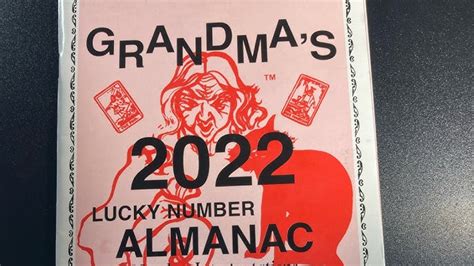 GRANDMA'S
TM
2022
LUCKY NUMBER
ALMANAC